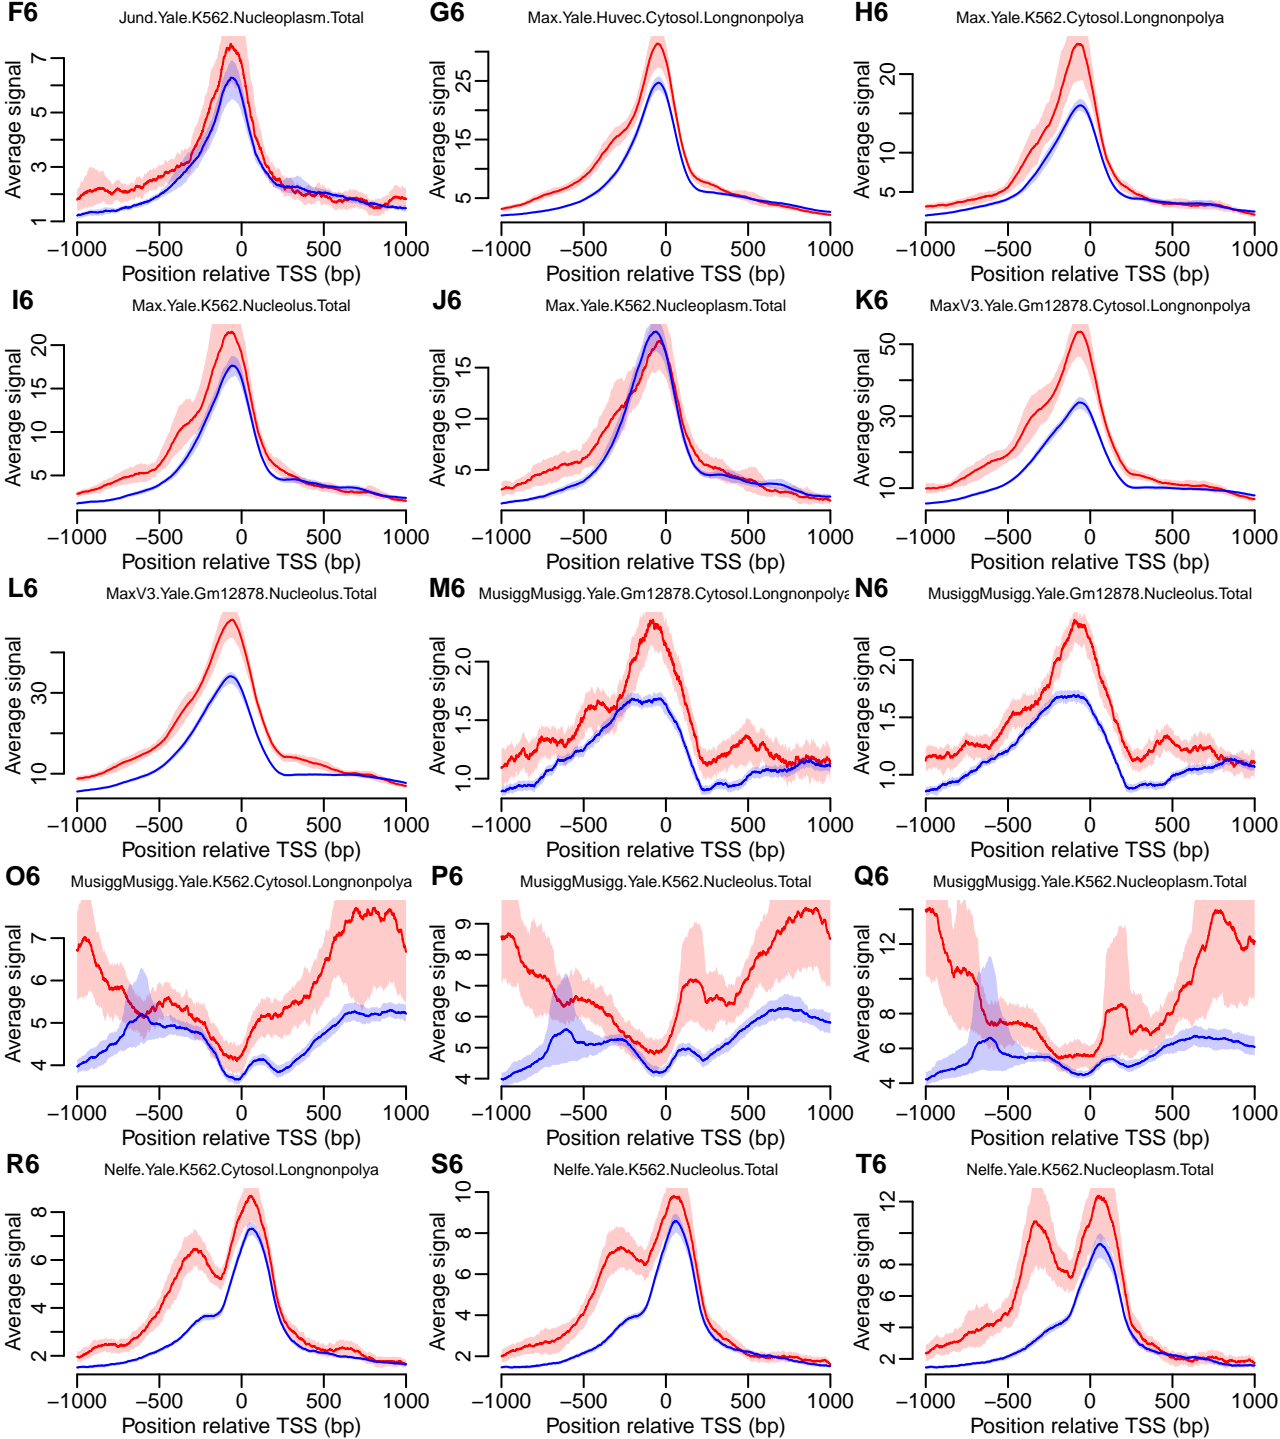 F6 Jund.Yale.K562.Nucleoplasm.Total
Average signal
1 3 5 7
−1000 −500 0 500 1000
Position relative TSS (bp)
G6 Max.Yale.Huvec.Cytosol.Longnonpolya
Average signal
5 15 25
−1000 −500 0 500 1000
Position relative TSS (bp)
H6 Max.Yale.K562.Cytosol.Longnonpolya
Average signal
5 10 20
−1000 −500 0 500 1000
Position relative TSS (bp)
I6 Max.Yale.K562.Nucleolus.Total
Average signal
5 10 15 20
−1000 −500 0 500 1000
Position relative TSS (bp)
J6 Max.Yale.K562.Nucleoplasm.Total
Average signal
5 10 15
−1000 −500 0 500 1000
Position relative TSS (bp)
K6 MaxV3.Yale.Gm12878.Cytosol.Longnonpolya
Average signal
10 30 50
−1000 −500 0 500 1000
Position relative TSS (bp)
L6 MaxV3.Yale.Gm12878.Nucleolus.Total
Average signal
10 30
−1000 −500 0 500 1000
Position relative TSS (bp)
M6 MusiggMusigg.Yale.Gm12878.Cytosol.Longnonpolya
Average signal
1.0 1.5 2.0
−1000 −500 0 500 1000
Position relative TSS (bp)
N6 MusiggMusigg.Yale.Gm12878.Nucleolus.Total
Average signal
1.0 1.5 2.0
−1000 −500 0 500 1000
Position relative TSS (bp)
O6 MusiggMusigg.Yale.K562.Cytosol.Longnonpolya
Average signal
4 5 6 7
−1000 −500 0 500 1000
Position relative TSS (bp)
P6 MusiggMusigg.Yale.K562.Nucleolus.Total
Average signal
4 5 6 7 8 9
−1000 −500 0 500 1000
Position relative TSS (bp)
Q6 MusiggMusigg.Yale.K562.Nucleoplasm.Total
Average signal
4 6 8 12
−1000 −500 0 500 1000
Position relative TSS (bp)
R6 Nelfe.Yale.K562.Cytosol.Longnonpolya
Average signal
2 4 6 8
−1000 −500 0 500 1000
Position relative TSS (bp)
S6 Nelfe.Yale.K562.Nucleolus.Total
Average signal
2 4 6 8 10
−1000 −500 0 500 1000
Position relative TSS (bp)
T6 Nelfe.Yale.K562.Nucleoplasm.Total
Average signal
2 4 6 8 12
−1000 −500 0 500 1000
Position relative TSS (bp)